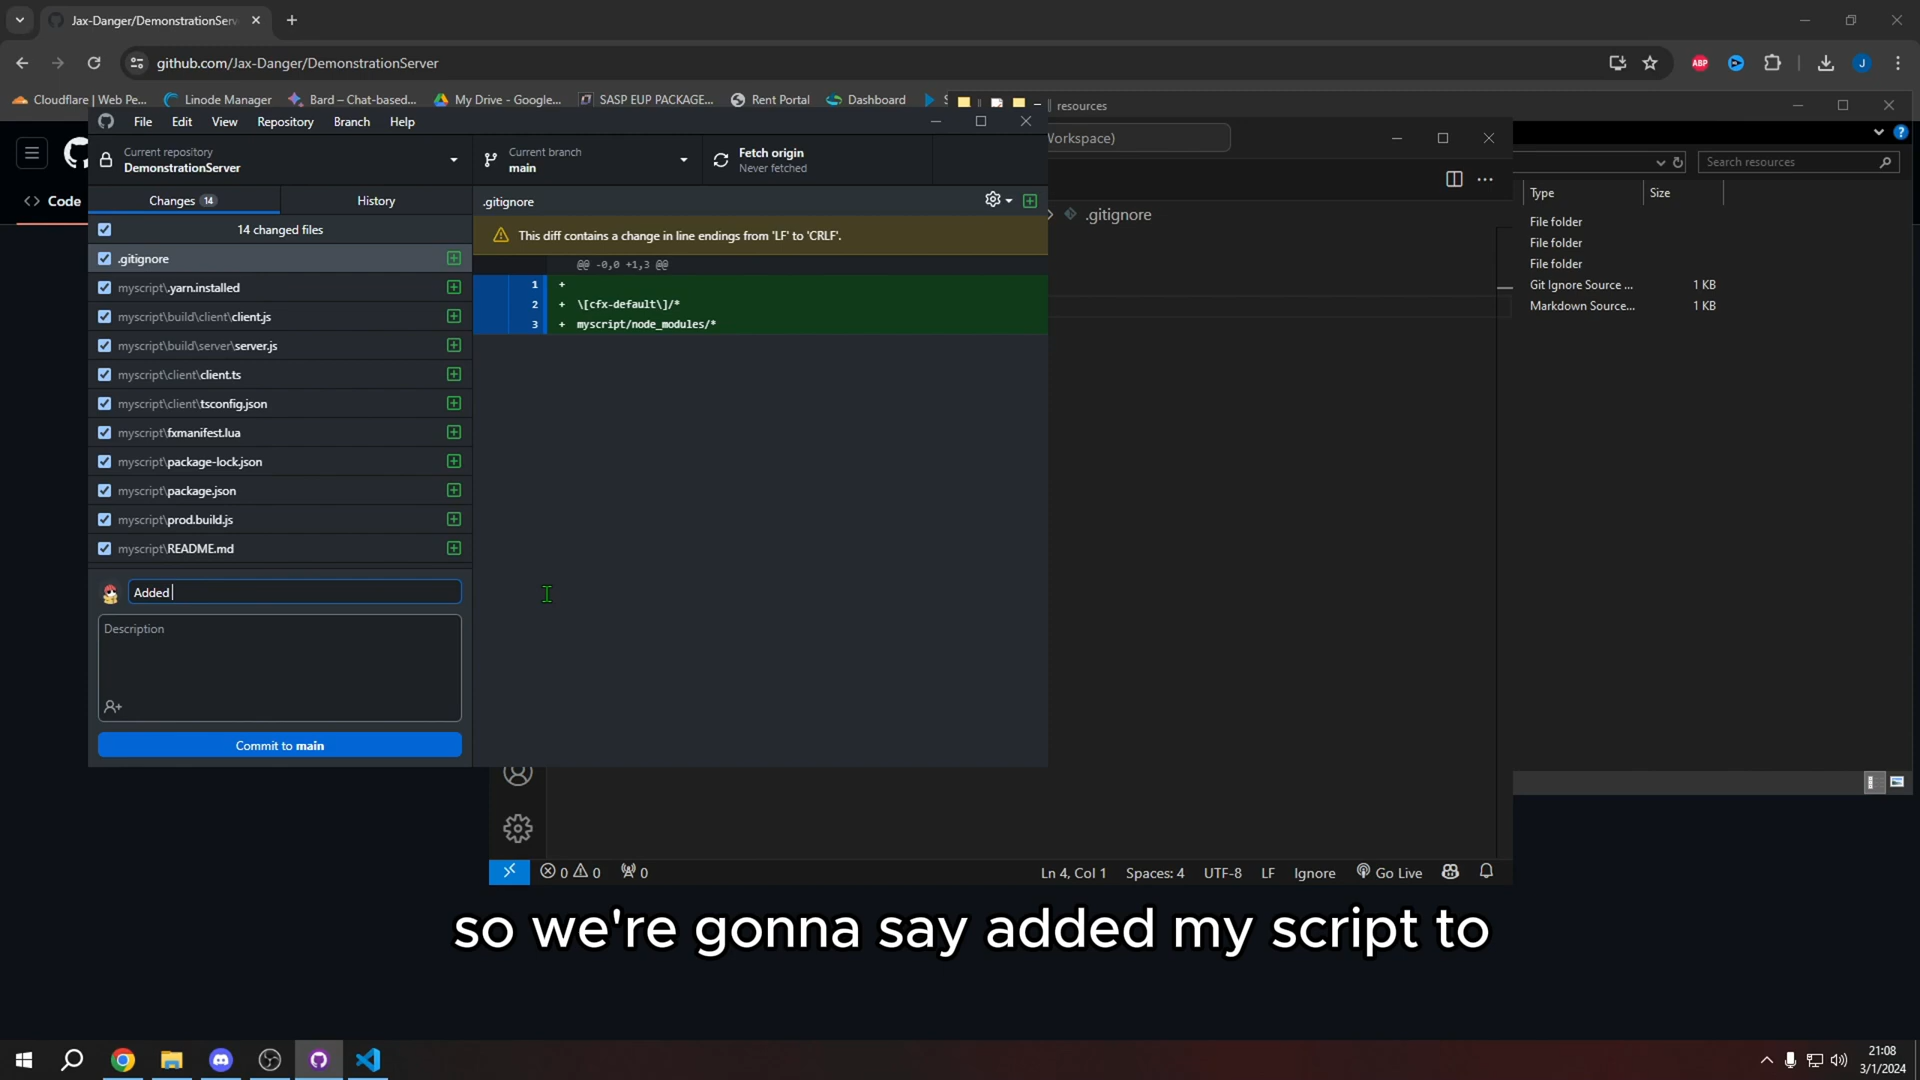 Jax-Danger/DemonstrationServ
github.com/Jax-Danger/DemonstrationServer
ABP
J
Cloudflare | Web Pe...
Linode Manager
Bard – Chat-based...
My Drive - Google...
SASP EUP PACKAGE...
Rent Portal
Dashboard
resources
File
Edit
View
Repository
Branch
Help
Workspace)
Current repository
DemonstrationServer
Current branch
main
Fetch origin
Never fetched
Search resources
Code
Changes 14
History
.gitignore
Type
Size
.gitignore
14 changed files
This diff contains a change in line endings from 'LF' to 'CRLF'.
@@ -0,0 +1,3 @@
1 +
2 + \[cfx-default\]/*
3 + myscript/node_modules/*
.gitignore
myscript\.yarn.installed
myscript\build\client\client.js
myscript\build\server\server.js
myscript\client\client.ts
myscript\client\tsconfig.json
myscript\fxmanifest.lua
myscript\package-lock.json
myscript\package.json
myscript\prod.build.js
myscript\README.md
File folder
File folder
File folder
Git Ignore Source ... 1 KB
Markdown Source... 1 KB
Added
Description
Commit to main
0 0 0
Ln 4, Col 1
Spaces: 4
UTF-8
LF
Ignore
Go Live
so we're gonna say added my script to
21:08
3/1/2024